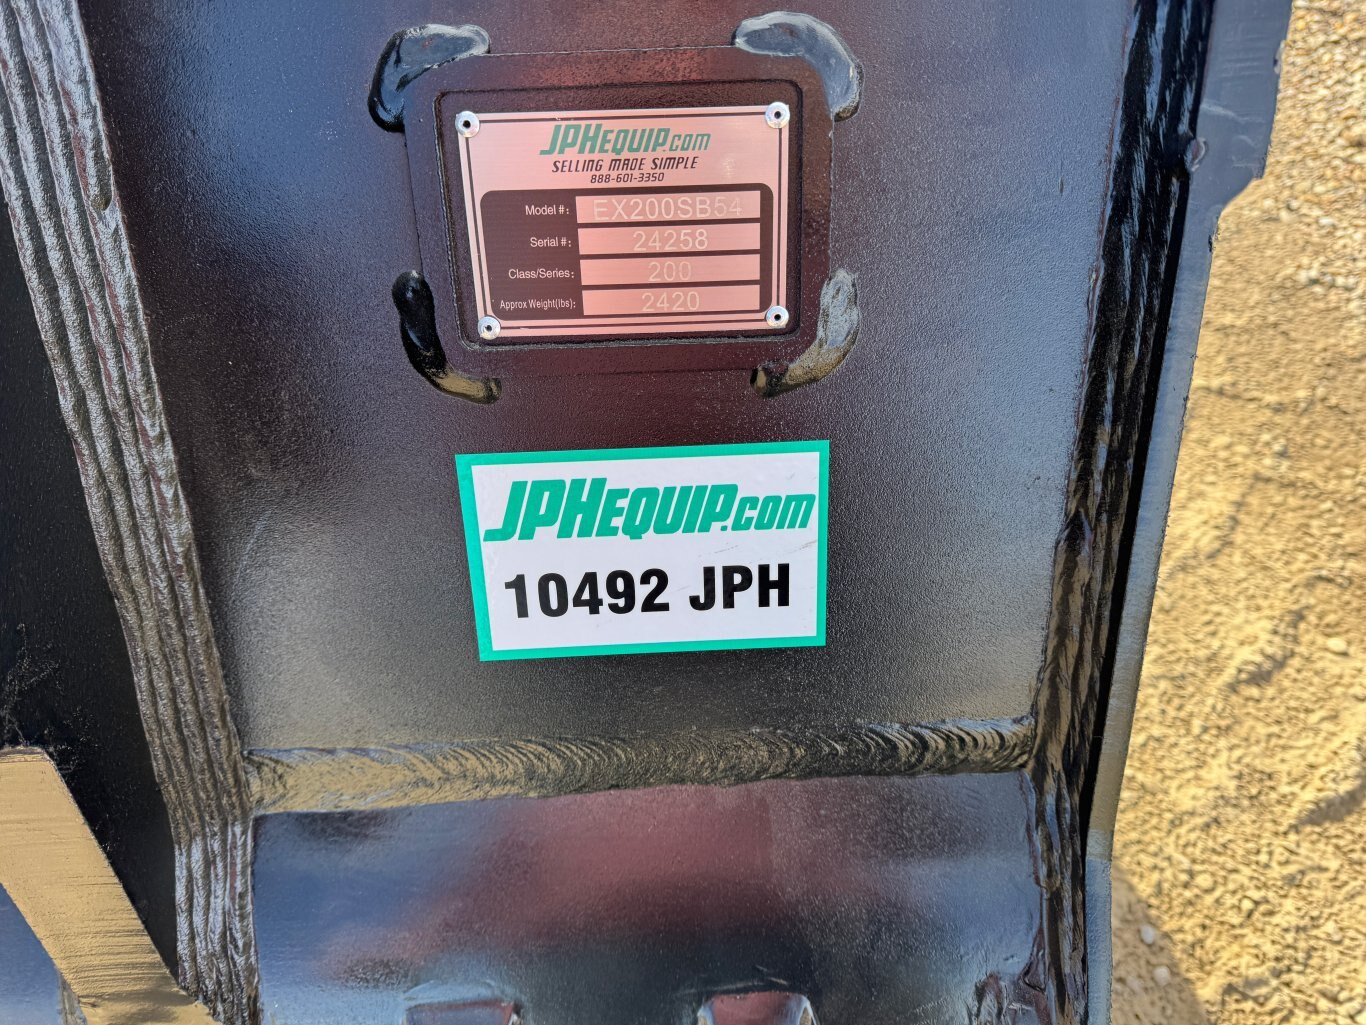 JPHEQUIP.com
SELLING MADE SIMPLE
888-601-3350
Model #: EX200SB54
Serial #: 24258
Class/Series: 200
Approx Weight(lbs): 2420
JPHEQUIP.com
10492 JPH